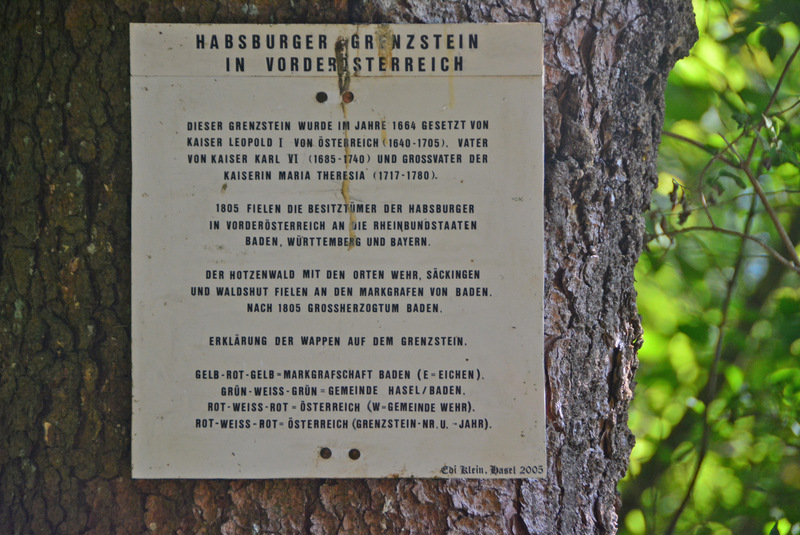 HABSBURGER GRENZSTEIN
IN VORDERÖSTERREICH
DIESER GRENZSTEIN WURDE IM JAHRE 1664 GESETZT VON
KAISER LEOPOLD I VON ÖSTERREICH (1640-1705). VATER
VON KAISER KARL VI (1685-1740) UND GROSSVATER DER
KAISERIN MARIA THERESIA (1717-1780).
1805 FIELEN DIE BESITZTÜMER DER HABSBURGER
IN VORDERÖSTERREICH AN DIE RHEINBUNDSTAATEN
BADEN, WÜRTTEMBERG UND BAYERN.
DER HOTZENWALD MIT DEN ORTEN WEHR, SÄCKINGEN
UND WALDSHUT FIELEN AN DEN MARKGRAFEN VON BADEN.
NACH 1805 GROSSHERZOGTUM BADEN.
ERKLÄRUNG DER WAPPEN AUF DEM GRENZSTEIN.
GELB-ROT-GELB=MARKGRAFSCHAFT BADEN (E=EICHEN).
GRÜN-WEISS-GRÜN=GEMEINDE HASEL/BADEN.
ROT-WEISS-ROT=ÖSTERREICH (W=GEMEINDE WEHR).
ROT-WEISS-ROT=ÖSTERREICH (GRENZSTEIN-NR.U.-JAHR).
Edi Klein, Hasel 2005